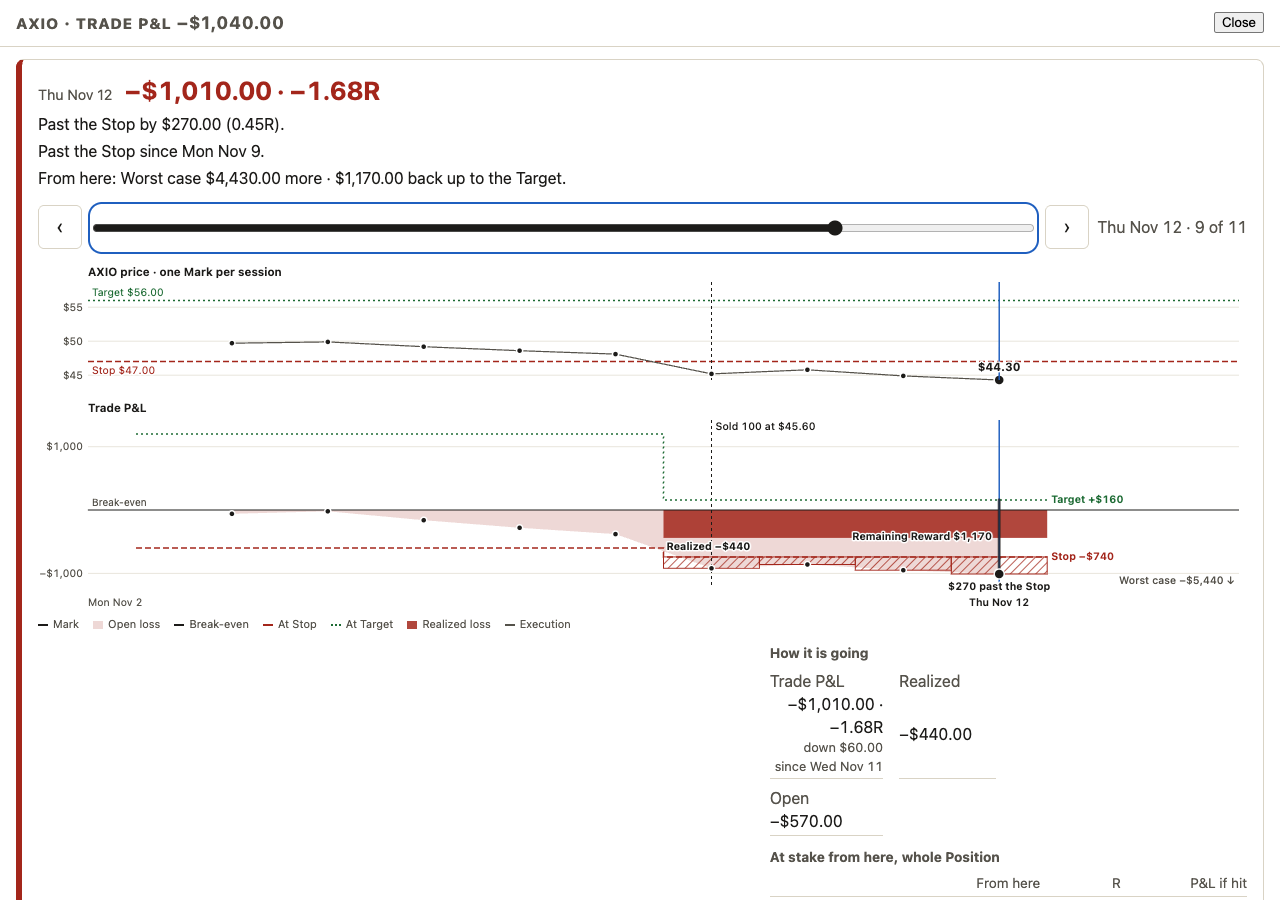 AXIO · TRADE P&L −$1,040.00
Close
Thu Nov 12 −$1,010.00 · −1.68R
Past the Stop by $270.00 (0.45R).
Past the Stop since Mon Nov 9.
From here: Worst case $4,430.00 more · $1,170.00 back up to the Target.
‹
›
Thu Nov 12 · 9 of 11
AXIO price · one Mark per session
Target $56.00
$55
$50
Stop $47.00
$45
$44.30
Trade P&L
Sold 100 at $45.60
$1,000
Target +$160
Break-even
Remaining Reward $1,170
Realized −$440
Stop −$740
−$1,000
Worst case −$5,440 ↓
$270 past the Stop
Mon Nov 2
Thu Nov 12
Mark
Open loss
Break-even
At Stop
At Target
Realized loss
Execution
How it is going
Trade P&L
−$1,010.00 ·
−1.68R
down $60.00
since Wed Nov 11
Realized
−$440.00
Open
−$570.00
At stake from here, whole Position
From here R P&L if hit